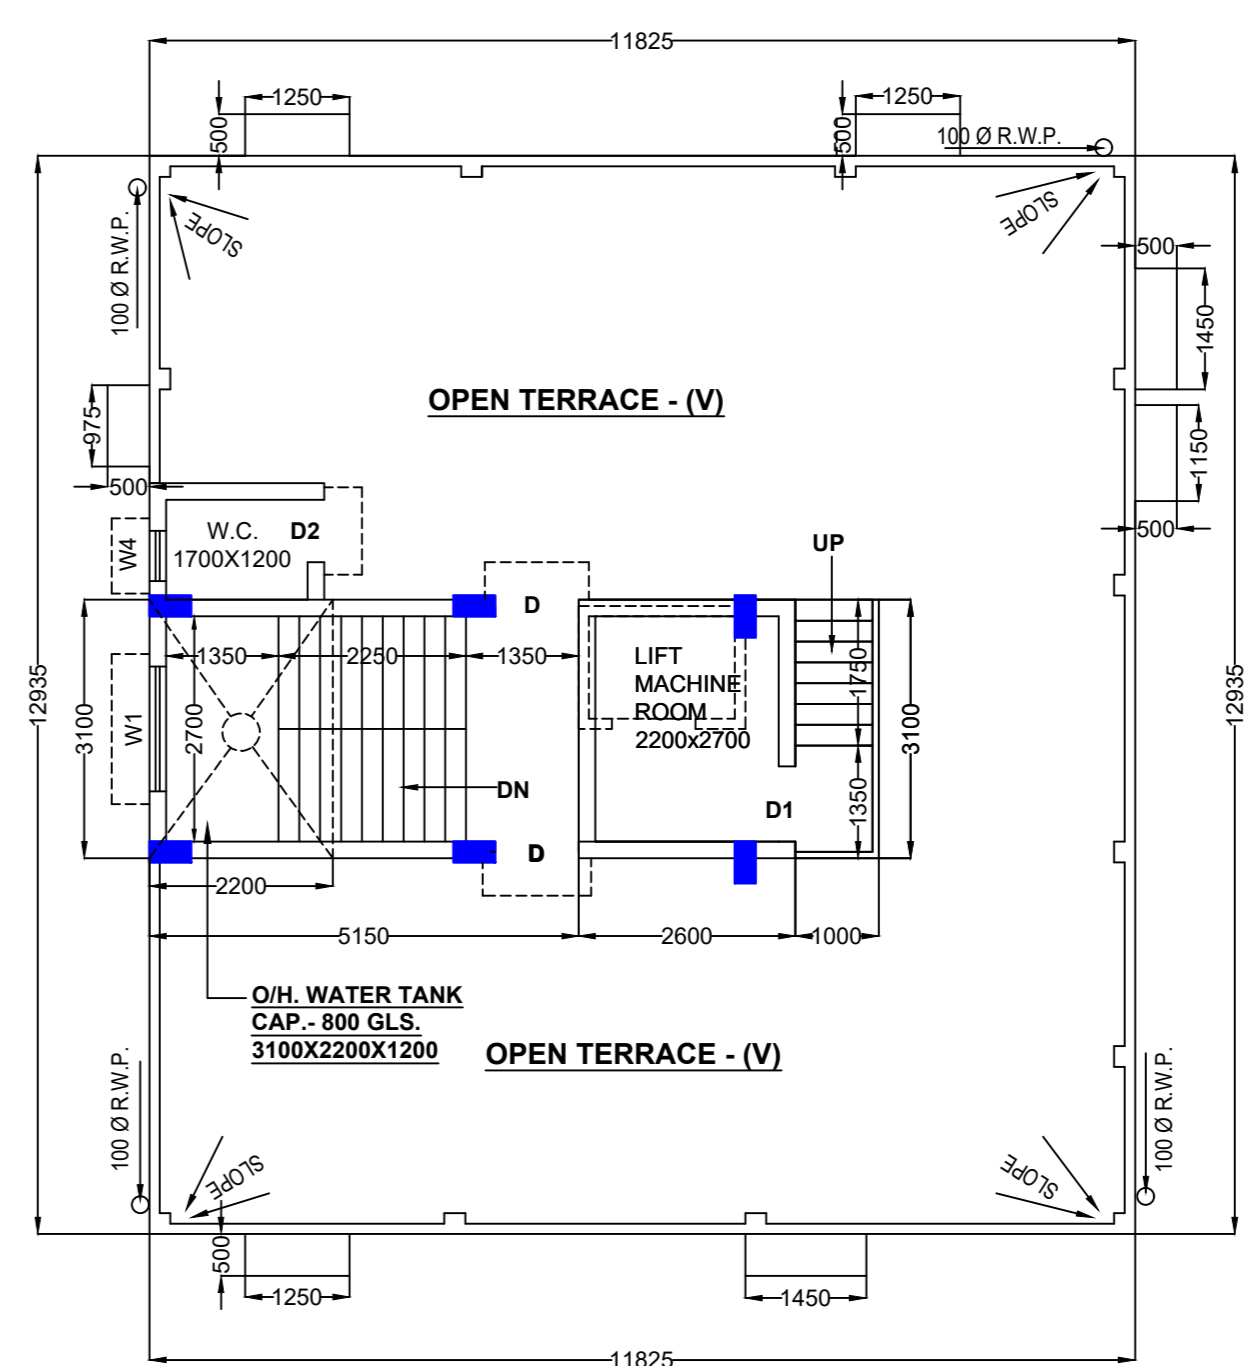 11825
1250
1250
500
500
100 Ø R.W.P.
SLOPE
SLOPE
100 Ø R.W.P.
500
1450
OPEN TERRACE - (V)
975
1150
500
500
W.C.
D2
1700X1200
W4
UP
D
12935
12935
1350
2250
1350
LIFT
MACHINE
ROOM
2200x2700
1750
3100
W1
2700
3100
DN
D1
1350
D
2200
5150
2600
1000
O/H. WATER TANK
CAP.- 800 GLS.
3100X2200X1200
OPEN TERRACE - (V)
100 Ø R.W.P.
100 Ø R.W.P.
SLOPE
SLOPE
500
1250
1450
11825